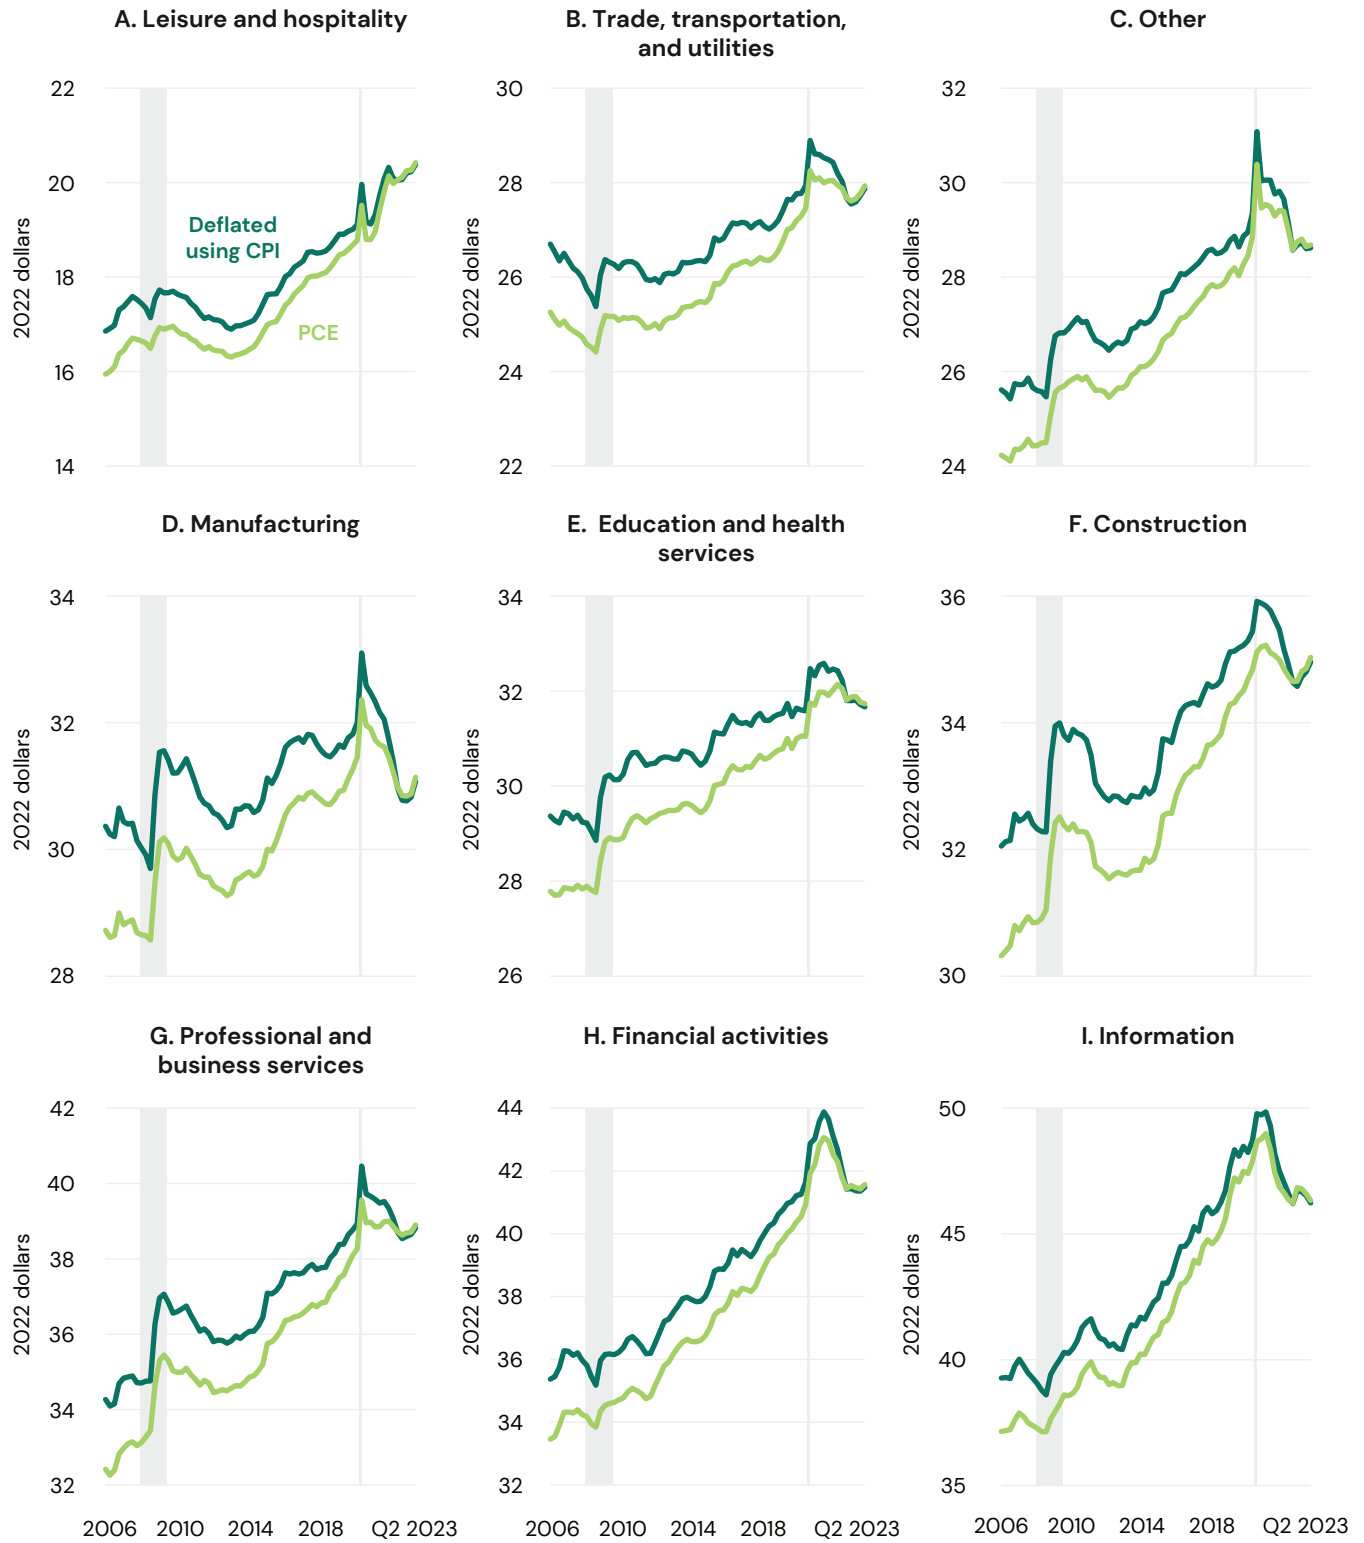 A. Leisure and hospitality
22
20
18
16
14
2022 dollars
Deflated
using CPI
PCE
B. Trade, transportation,
and utilities
30
28
26
24
22
2022 dollars
C. Other
32
30
28
26
24
2022 dollars
D. Manufacturing
34
32
30
28
2022 dollars
E. Education and health
services
34
32
30
28
26
2022 dollars
F. Construction
36
34
32
30
2022 dollars
G. Professional and
business services
42
40
38
36
34
32
2022 dollars
2006 2010 2014 2018 Q2 2023
H. Financial activities
44
42
40
38
36
34
32
2022 dollars
2006 2010 2014 2018 Q2 2023
I. Information
50
45
40
35
2022 dollars
2006 2010 2014 2018 Q2 2023